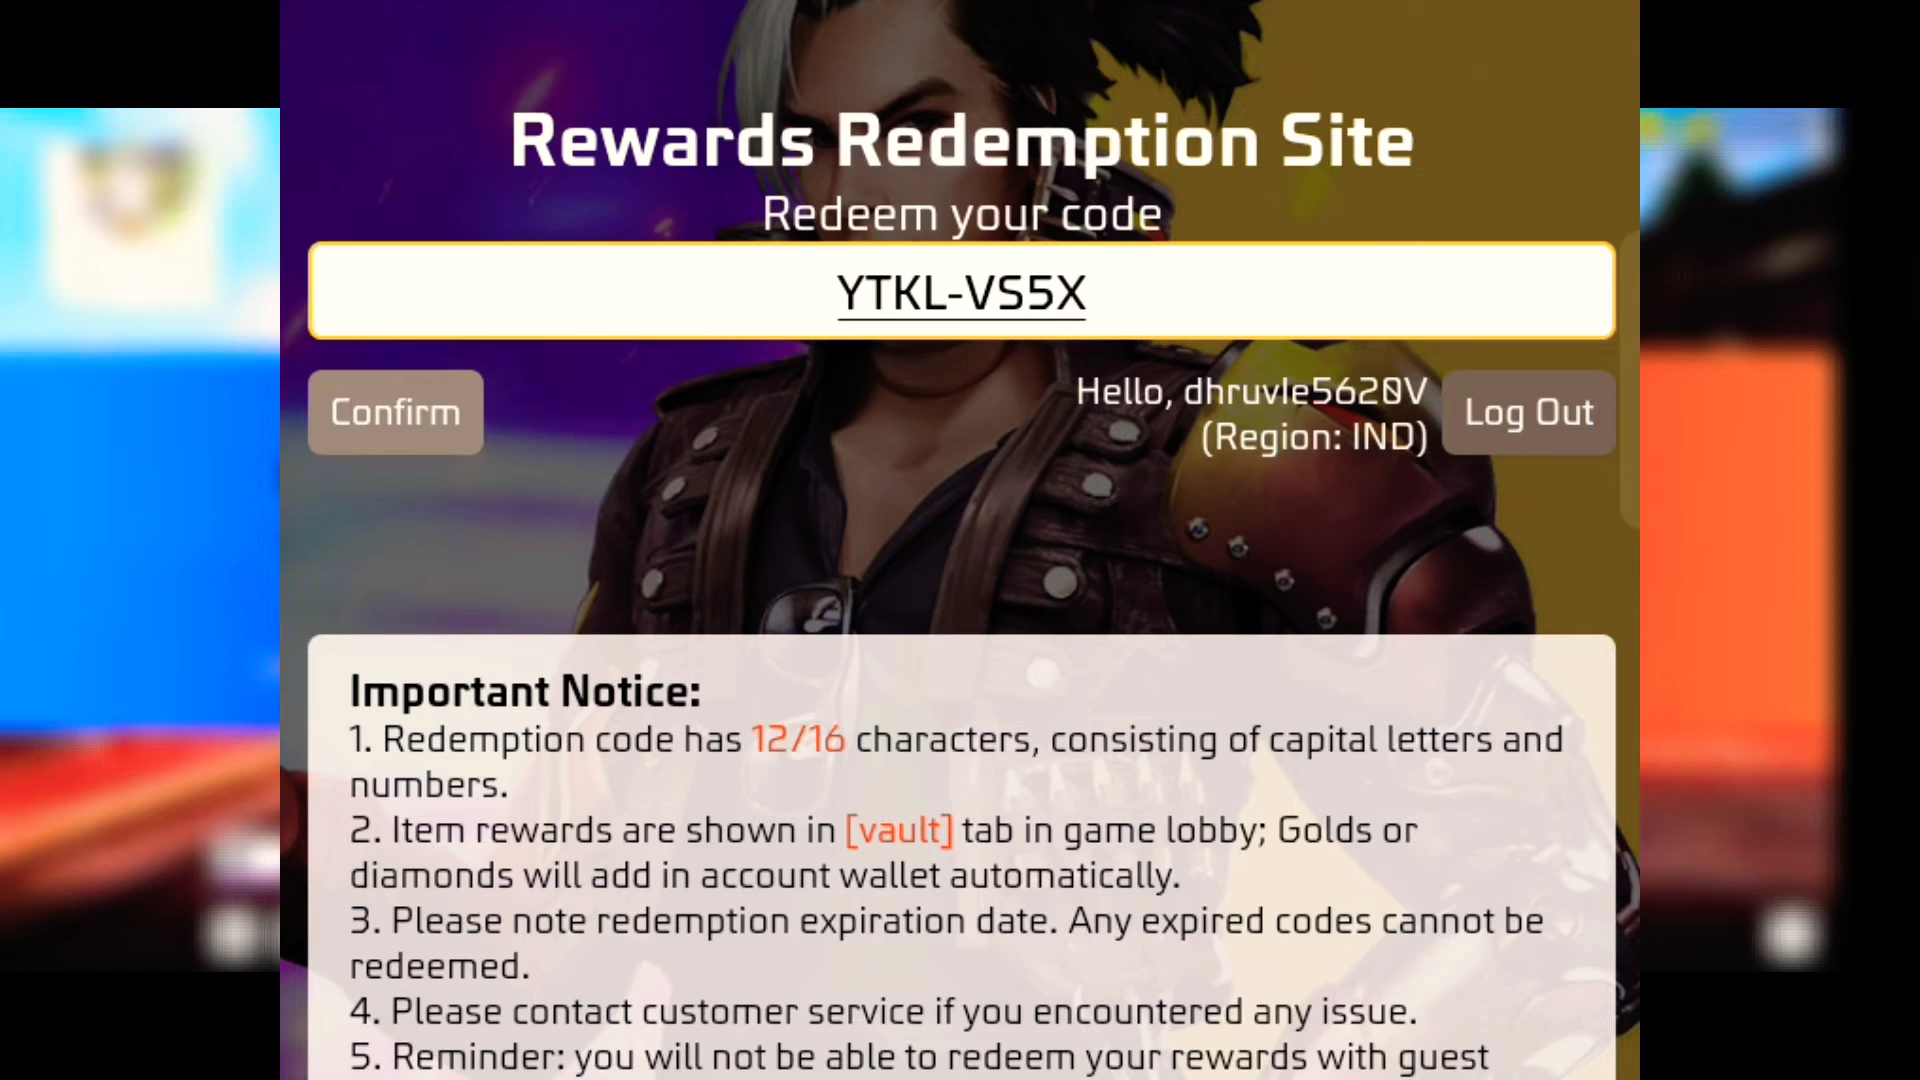 Rewards Redemption Site
Redeem your code
YTKL-VS5X
Confirm
Hello, dhruvle5620V
(Region: IND)
Log Out
Important Notice:
1. Redemption code has 12/16 characters, consisting of capital letters and
numbers.
2. Item rewards are shown in [vault] tab in game lobby; Golds or
diamonds will add in account wallet automatically.
3. Please note redemption expiration date. Any expired codes cannot be
redeemed.
4. Please contact customer service if you encountered any issue.
5. Reminder: you will not be able to redeem your rewards with guest